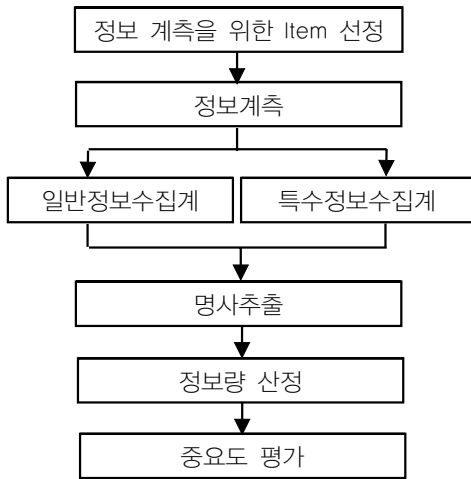 정보 계측을 위한 Item 선정
정보계측
일반정보수집계
특수정보수집계
명사추출
정보량 산정
중요도 평가